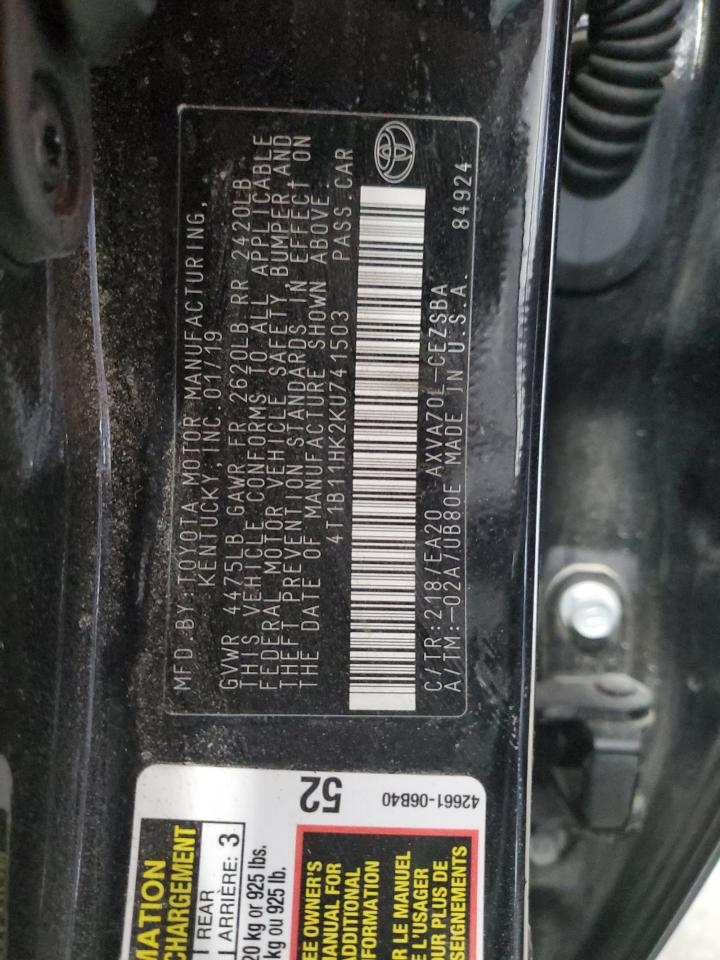 MFD.BY:TOYOTA MOTOR MANUFACTURING,
KENTUCKY,INC.01/19
GVWR 4475LB GAWR FR 2620LB RR 2420LB
THIS VEHICLE CONFORMS TO ALL APPLICABLE
FEDERAL MOTOR VEHICLE SAFETY, BUMPER AND
THEFT PREVENTION STANDARDS IN EFFECT ON
THE DATE OF MANUFACTURE SHOWN ABOVE.
4T1B11HK2KU741503 PASS.CAR
C/TR:218/EA20 AXVA70L-CEZSBA
A/TM:-02A/UB80E MADE IN U.S.A. 84924
52
42661-06B40
MATION
CHARGEMENT
REAR
ARRIÈRE: 3
20 kg or 925 lbs.
kg ou 925 lb.
EE OWNER'S
MANUAL FOR
ADDITIONAL
FORMATION
R LE MANUEL
E L'USAGER
OUR PLUS DE
SEIGNEMENTS